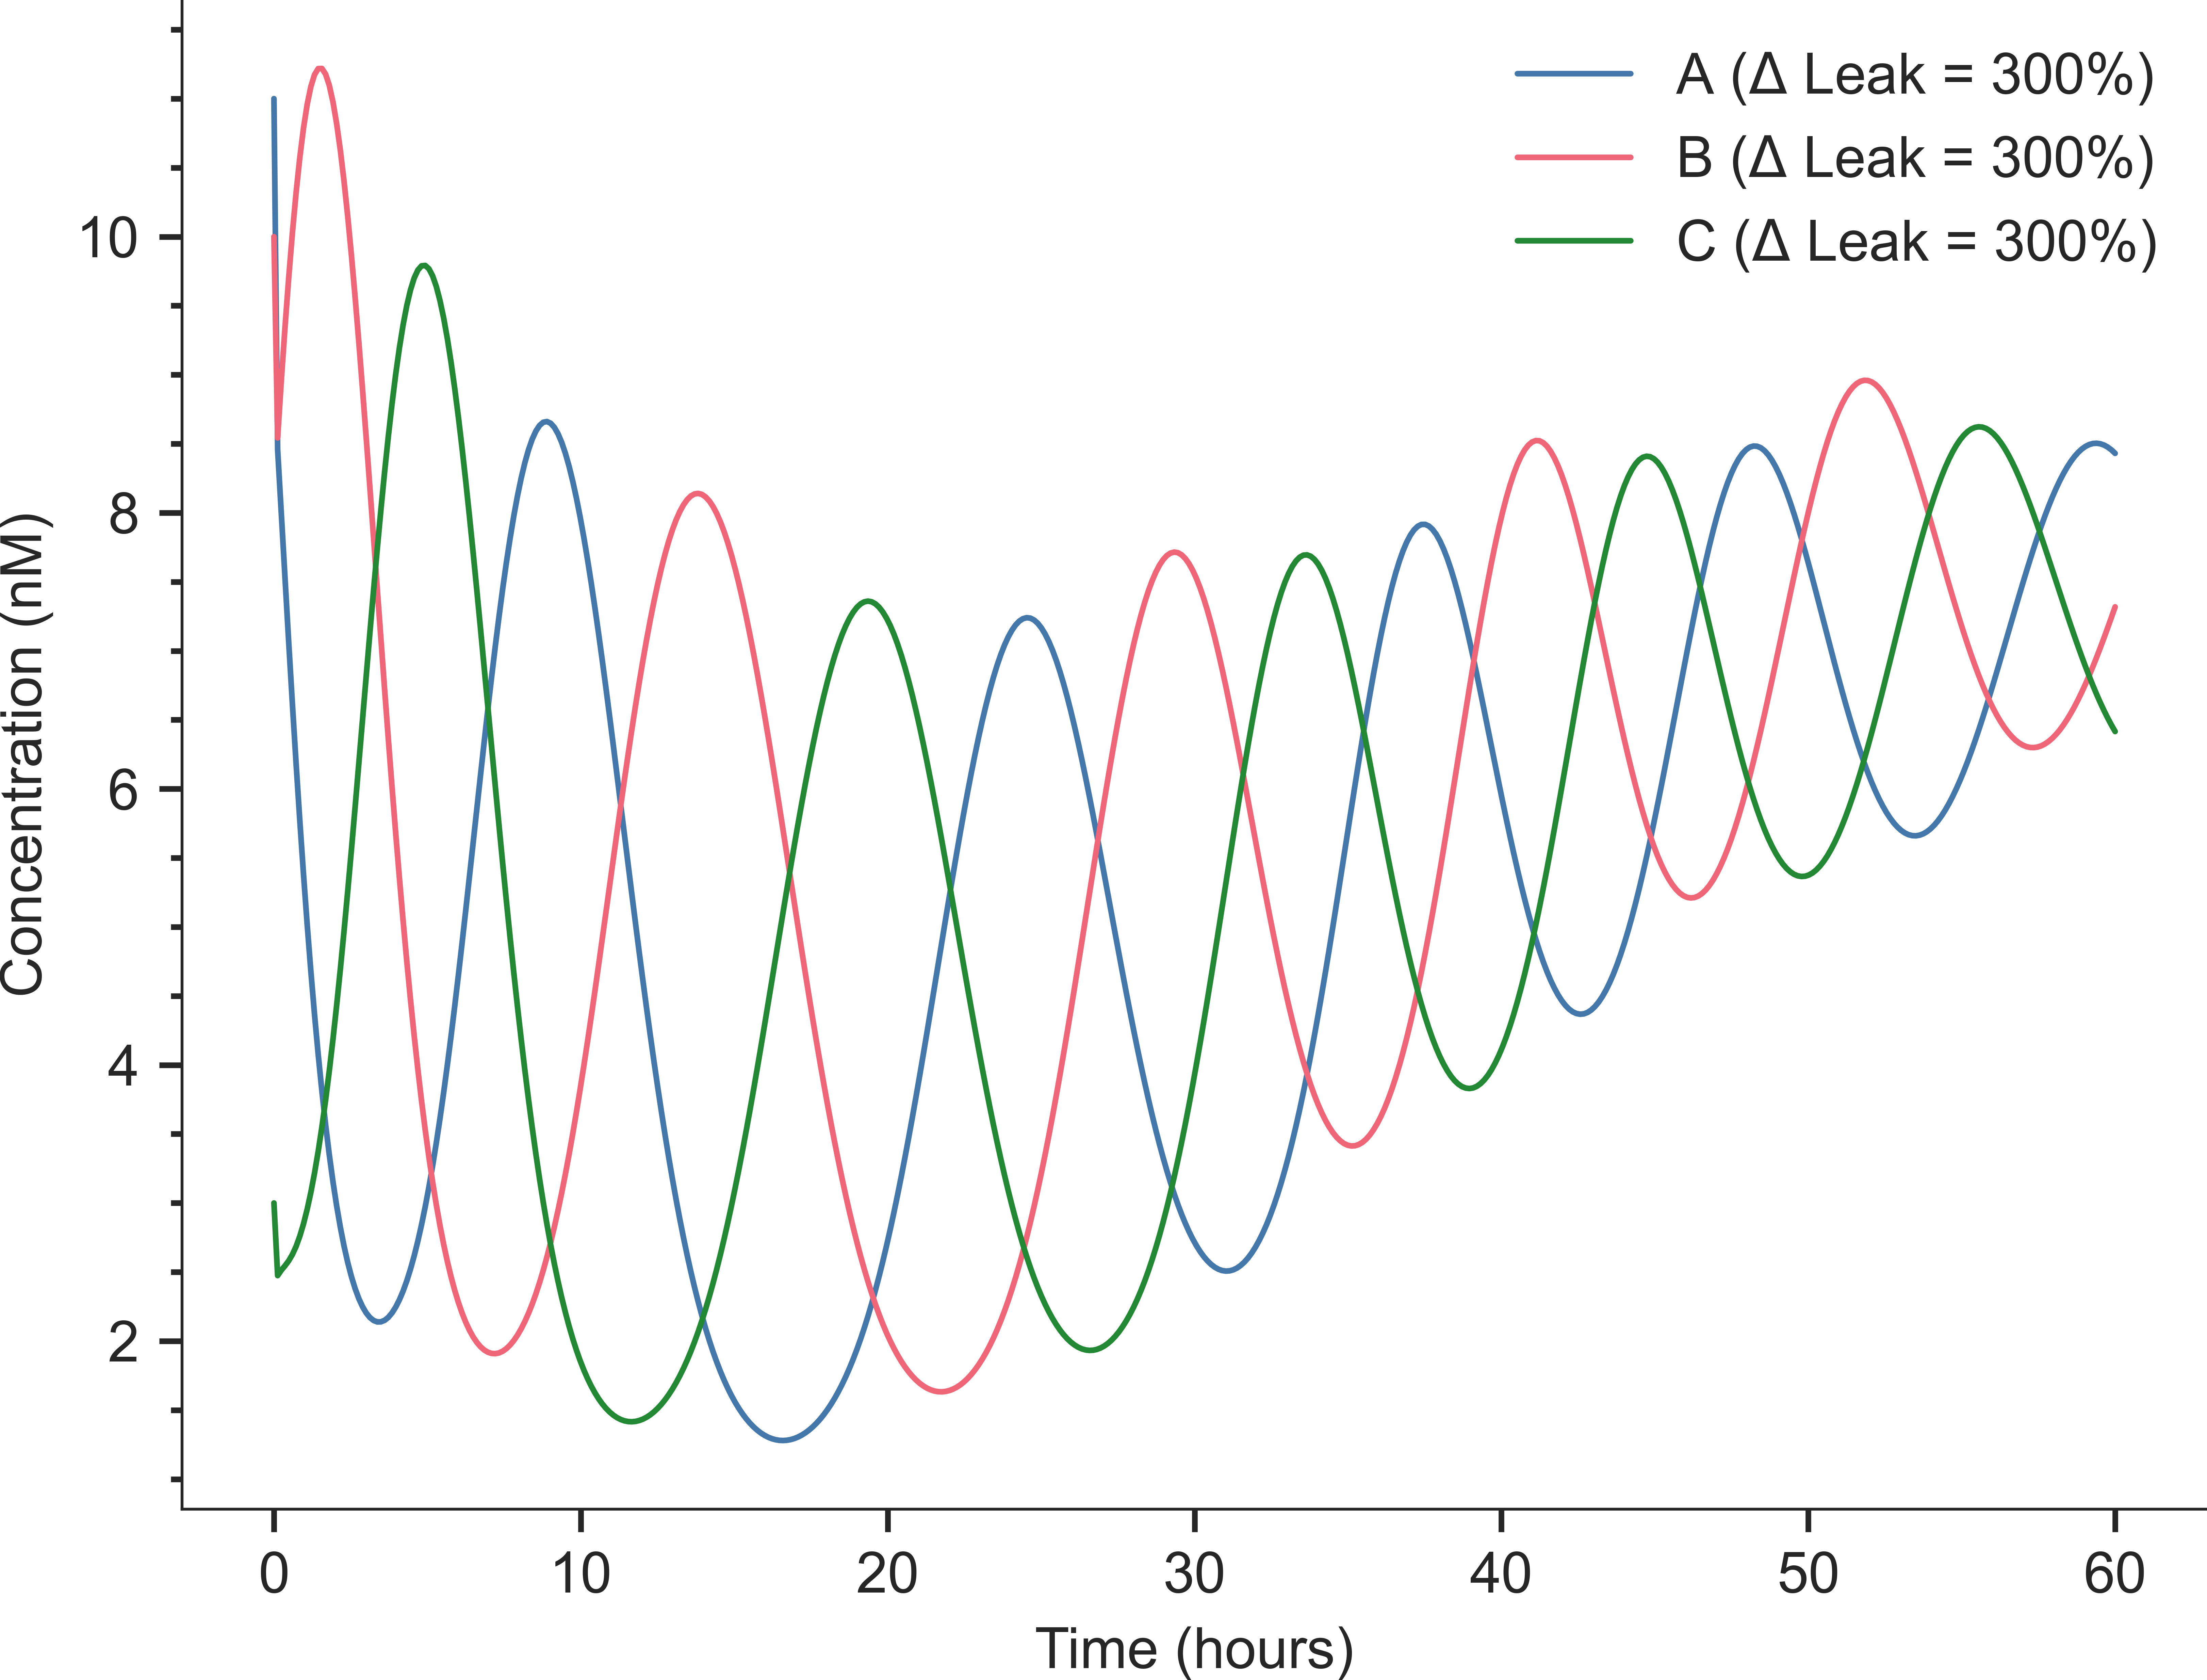 A (Δ Leak = 300%)
B (Δ Leak = 300%)
C (Δ Leak = 300%)
Concentration (nM)
10
8
6
4
2
0 10 20 30 40 50 60
Time (hours)